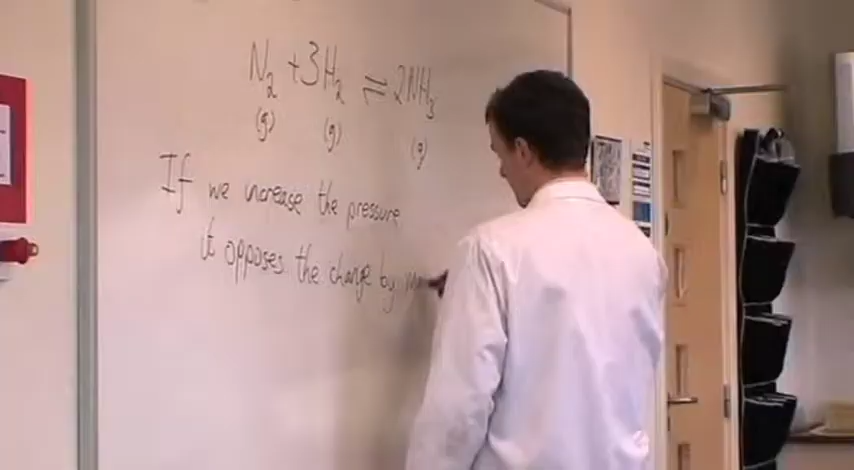 N₂ + 3H₂ ⇌ 2NH₃
(g) (g) (g)
If we increase the pressure
it opposes the change by